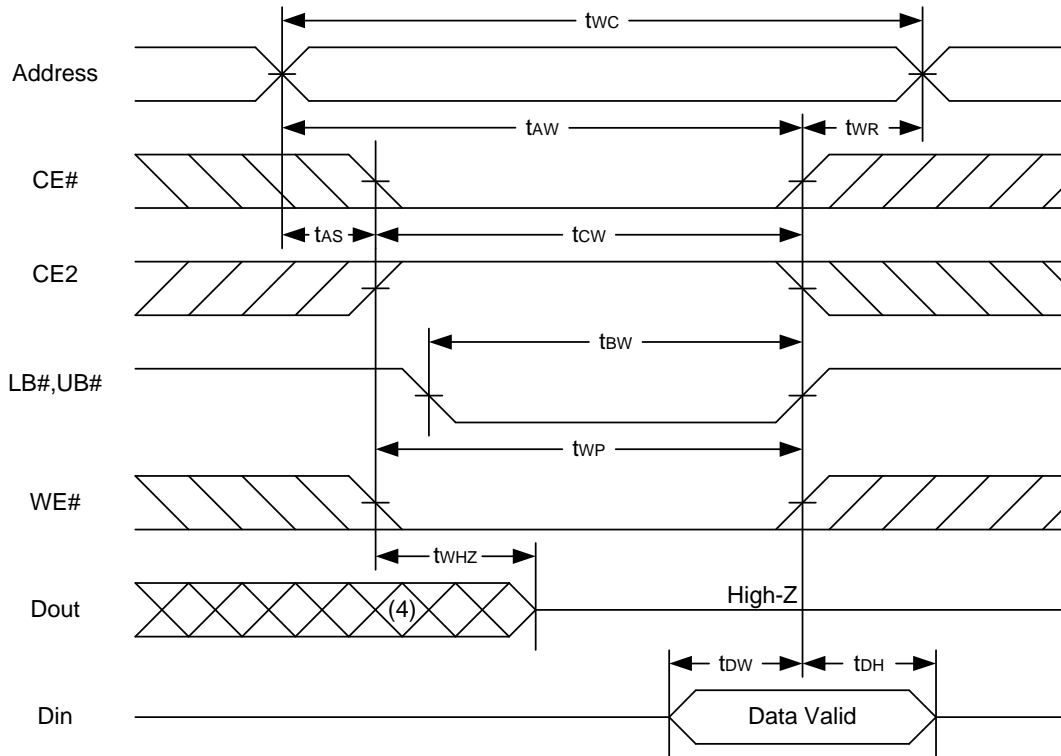 tWC
Address
tAW
tWR
CE#
tAS
tCW
CE2
tBW
LB#,UB#
tWP
WE#
tWHZ
Dout
(4)
High-Z
tDW
tDH
Din
Data Valid